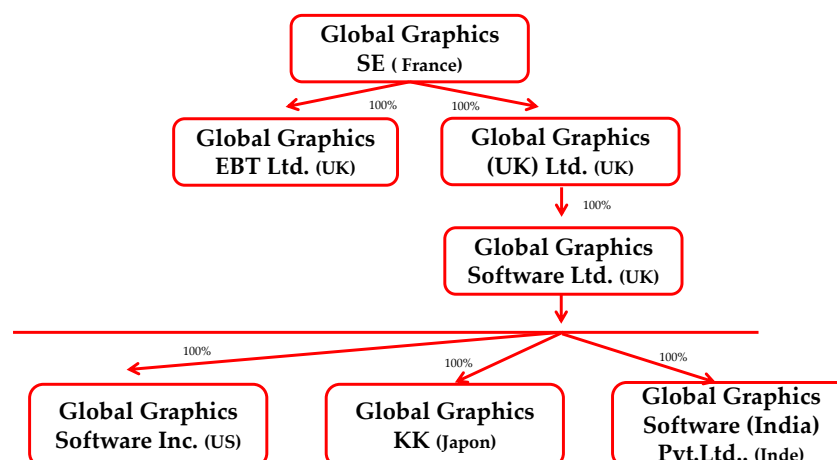 Global Graphics
SE ( France)
100%
100%
Global Graphics
EBT Ltd. (UK)
Global Graphics
(UK) Ltd. (UK)
100%
Global Graphics
Software Ltd. (UK)
100%
100%
100%
Global Graphics
Software Inc. (US)
Global Graphics
KK (Japon)
Global Graphics
Software (India)
Pvt.Ltd.. (Inde)